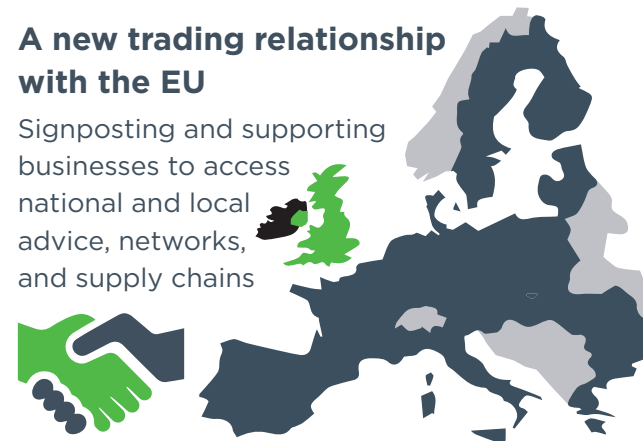 A new trading relationship
with the EU
Signposting and supporting
businesses to access
national and local
advice, networks,
and supply chains